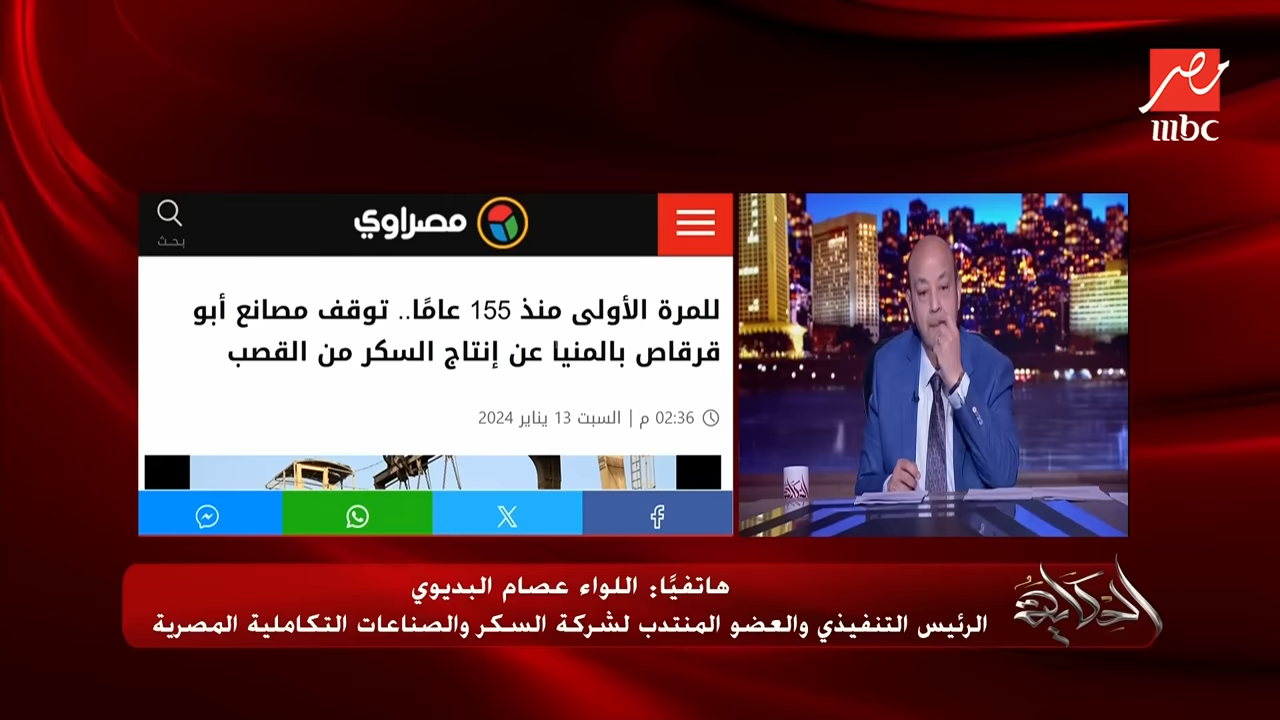 مصر
mbc
مصراوي
بحث
للمرة الأولى منذ 155 عامًا.. توقف مصانع أبو
قرقاص بالمنيا عن إنتاج السكر من القصب
02:36 م | السبت 13 يناير 2024
هاتفيًا: اللواء عصام البديوي
الرئيس التنفيذي والعضو المنتدب لشركة السكر والصناعات التكاملية المصرية
الحكاية